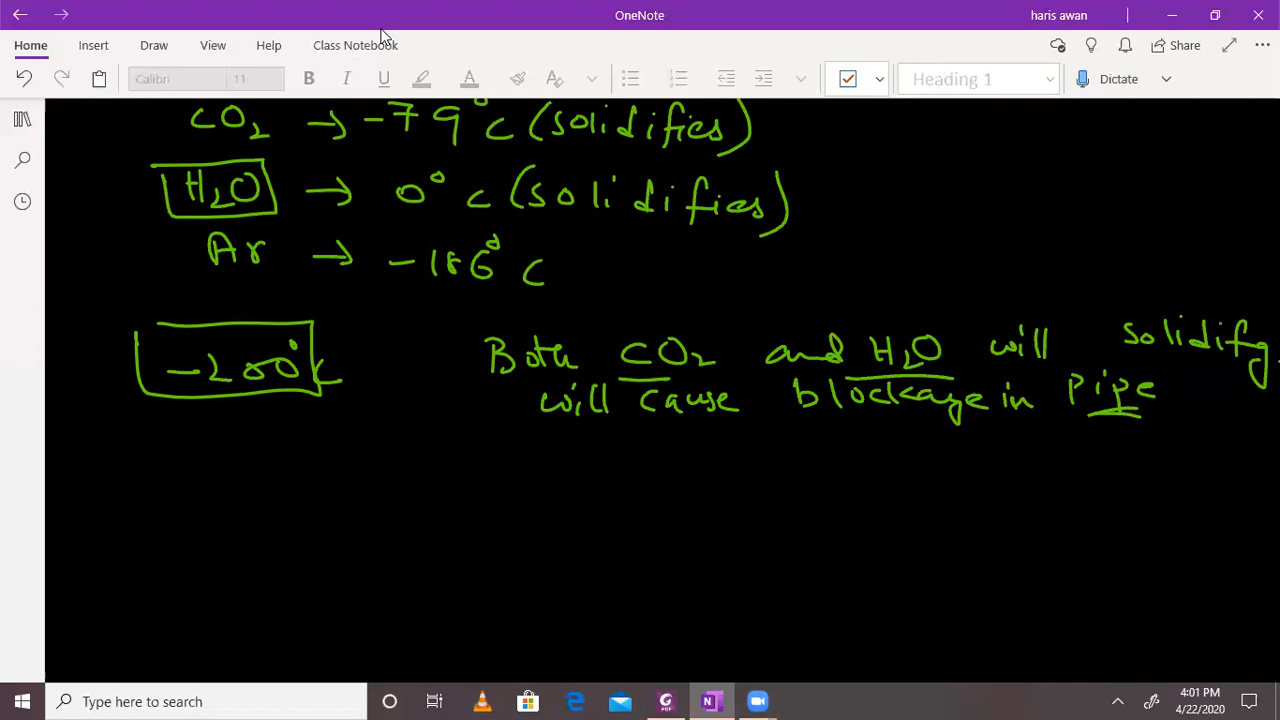 OneNote
haris awan
Home Insert Draw View Help Class Notebook
Share
Calibri 11
Heading 1
Dictate
CO₂ → -79°C (solidifies)
H₂O → 0°C (solidifies)
Ar → -186°C
-200°C
Both CO₂ and H₂O will solidify
will cause blockage in pipe
Type here to search
4:01 PM
4/22/2020